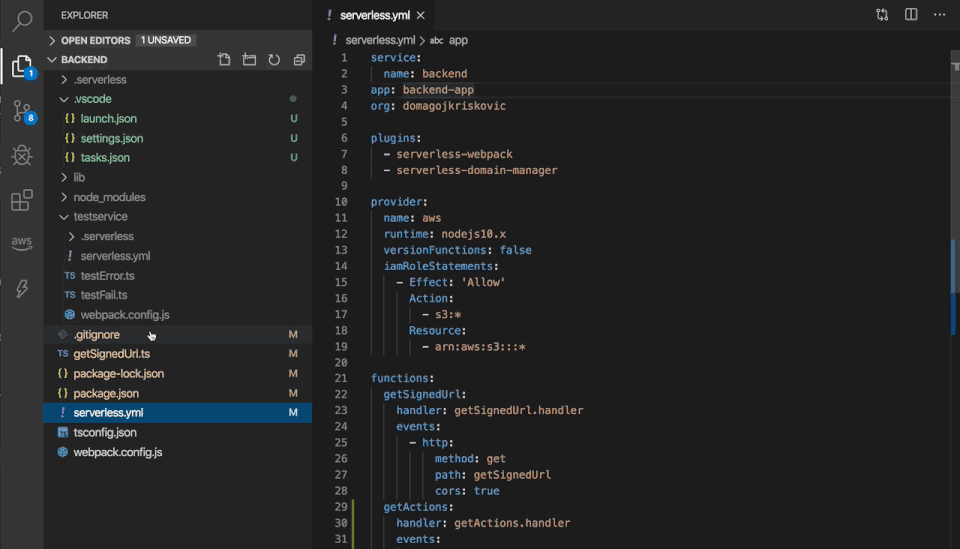 EXPLORER
OPEN EDITORS 1 UNSAVED
BACKEND
.serverless
.vscode
{} launch.json U
{} settings.json U
{} tasks.json U
lib
node_modules
testservice
.serverless
! serverless.yml
TS testError.ts
TS testFail.ts
webpack.config.js
.gitignore M
TS getSignedUrl.ts M
{} package-lock.json M
{} package.json M
! serverless.yml M
tsconfig.json
webpack.config.js
1
8
aws
! serverless.yml ×
! serverless.yml > abc app
1 service:
2 name: backend
3 app: backend-app
4 org: domagojkriskovic
5
6 plugins:
7 - serverless-webpack
8 - serverless-domain-manager
9
10 provider:
11 name: aws
12 runtime: nodejs10.x
13 versionFunctions: false
14 iamRoleStatements:
15 - Effect: 'Allow'
16 Action:
17 - s3:*
18 Resource:
19 - arn:aws:s3:::*
20
21 functions:
22 getSignedUrl:
23 handler: getSignedUrl.handler
24 events:
25 - http:
26 method: get
27 path: getSignedUrl
28 cors: true
29 getActions:
30 handler: getActions.handler
31 events: